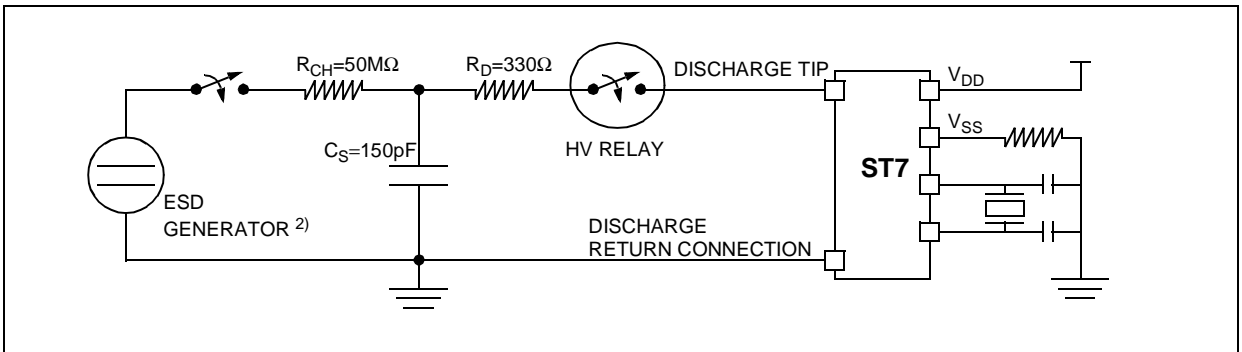 R_CH=50MΩ
R_D=330Ω
DISCHARGE TIP
V_DD
V_SS
C_S=150pF
HV RELAY
ST7
ESD
GENERATOR 2)
DISCHARGE
RETURN CONNECTION